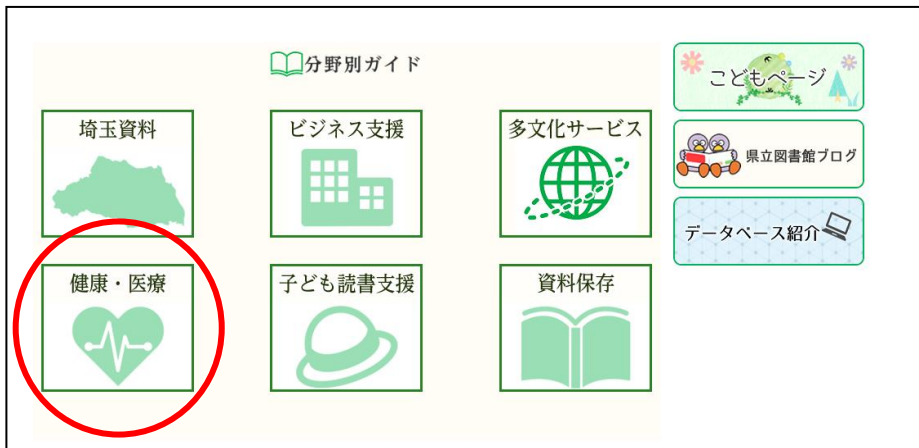 分野別ガイド
埼玉資料
ビジネス支援
多文化サービス
健康・医療
子ども読書支援
資料保存
こどもページ
県立図書館ブログ
データベース紹介